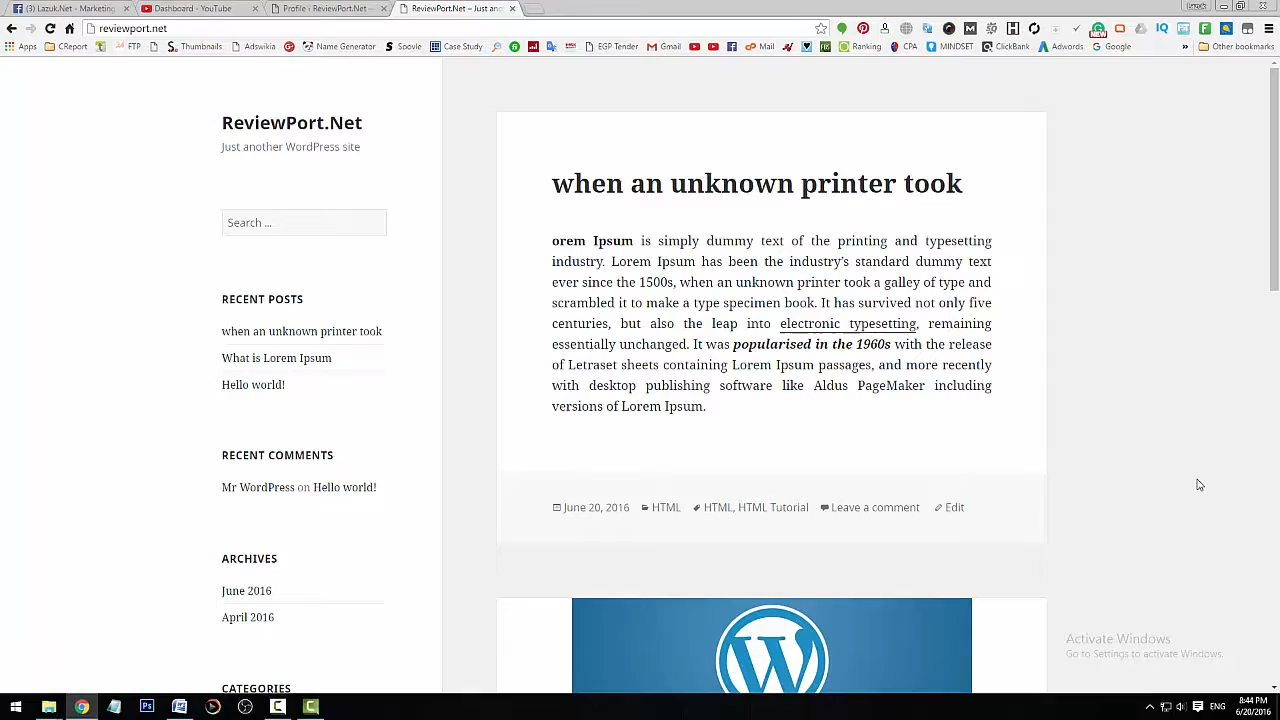 (3) Lazuk.Net - Marketing
Dashboard - YouTube
Profile ‹ ReviewPort.Net —
ReviewPort.Net – Just an
reviewport.net
Apps
CReport
FTP
Thumbnails
Adswikia
Name Generator
Spovle
Case Study
EGP Tender
Gmail
Mail
Ranking
CPA
MINDSET
ClickBank
Adwords
Google
»
Other bookmarks
ReviewPort.Net
Just another WordPress site
Search ...
RECENT POSTS
when an unknown printer took
What is Lorem Ipsum
Hello world!
RECENT COMMENTS
Mr WordPress on Hello world!
ARCHIVES
June 2016
April 2016
CATEGORIES
when an unknown printer took
orem Ipsum is simply dummy text of the printing and typesetting
industry. Lorem Ipsum has been the industry's standard dummy text
ever since the 1500s, when an unknown printer took a galley of type and
scrambled it to make a type specimen book. It has survived not only five
centuries, but also the leap into electronic typesetting, remaining
essentially unchanged. It was popularised in the 1960s with the release
of Letraset sheets containing Lorem Ipsum passages, and more recently
with desktop publishing software like Aldus PageMaker including
versions of Lorem Ipsum.
June 20, 2016 HTML HTML, HTML Tutorial Leave a comment Edit
Activate Windows
Go to Settings to activate Windows.
ENG
8:44 PM
6/20/2016